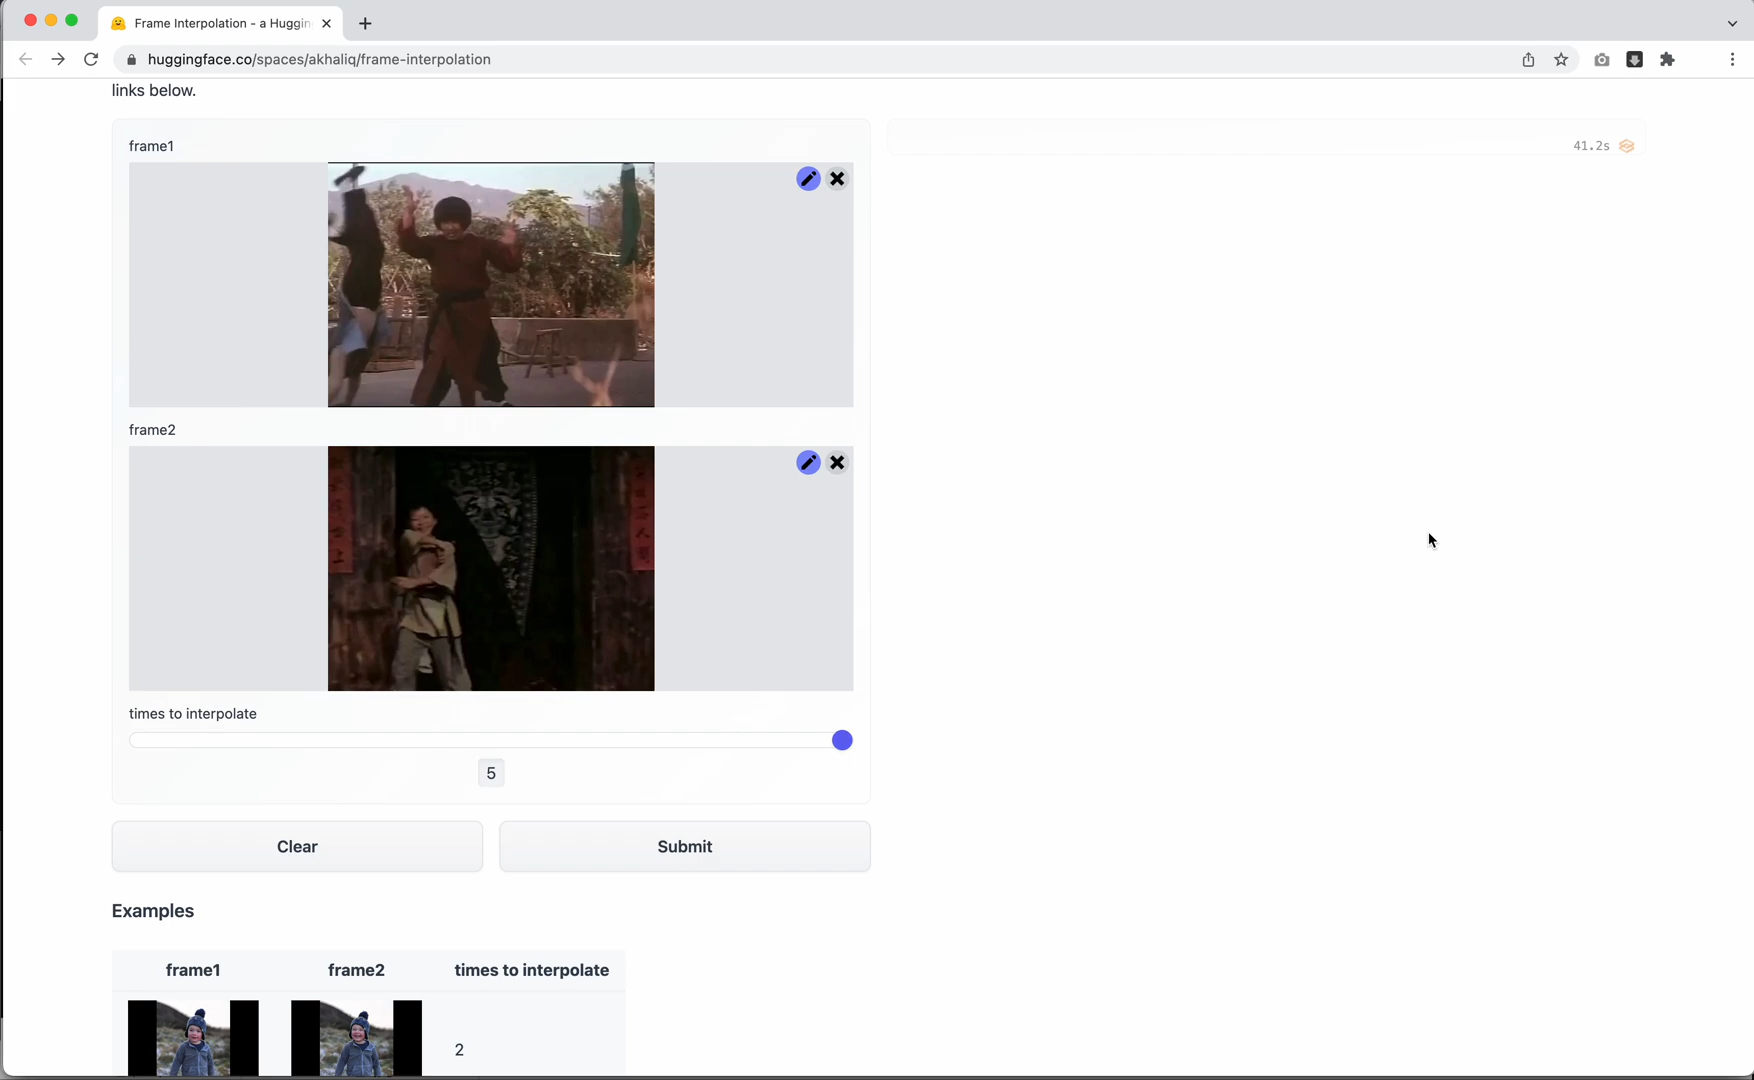 Frame Interpolation - a Huggin
huggingface.co/spaces/akhaliq/frame-interpolation
links below.
frame1
41.2s
frame2
times to interpolate
5
Clear
Submit
Examples
frame1 frame2 times to interpolate
2